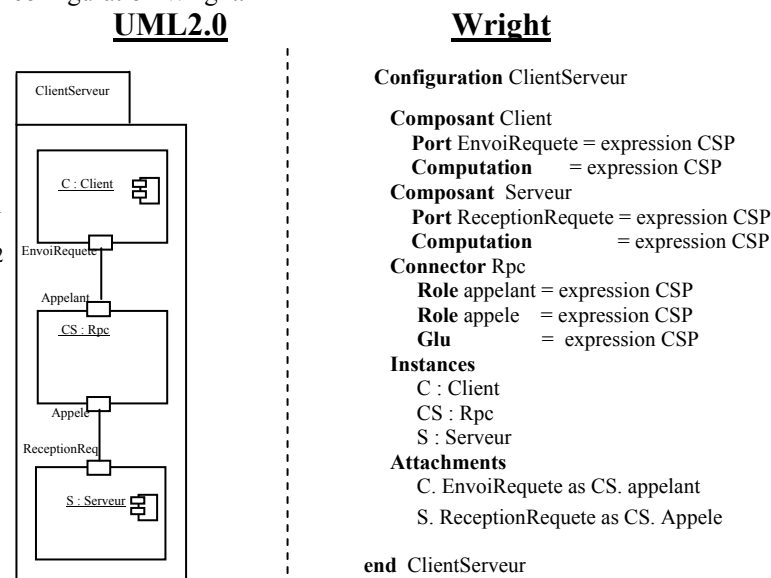 UML2.0
ClientServeur
C : Client
EnvoiRequete
Appelant
CS : Rpc
Appele
ReceptionReq
S : Serveur
Wright
Configuration ClientServeur
Composant Client
Port EnvoiRequete = expression CSP
Computation = expression CSP
Composant Serveur
Port ReceptionRequete = expression CSP
Computation = expression CSP
Connector Rpc
Role appelant = expression CSP
Role appele = expression CSP
Glu = expression CSP
Instances
C : Client
CS : Rpc
S : Serveur
Attachments
C. EnvoiRequete as CS. appelant
S. ReceptionRequete as CS. Appele
end ClientServeur